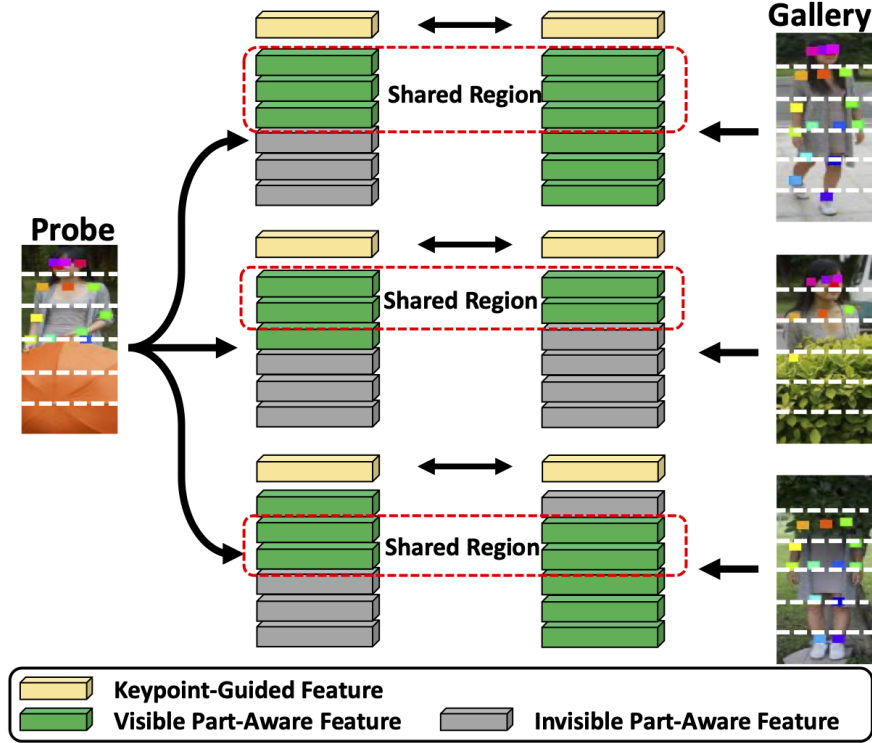 Gallery
Shared Region
Probe
Shared Region
Shared Region
Keypoint-Guided Feature
Visible Part-Aware Feature
Invisible Part-Aware Feature